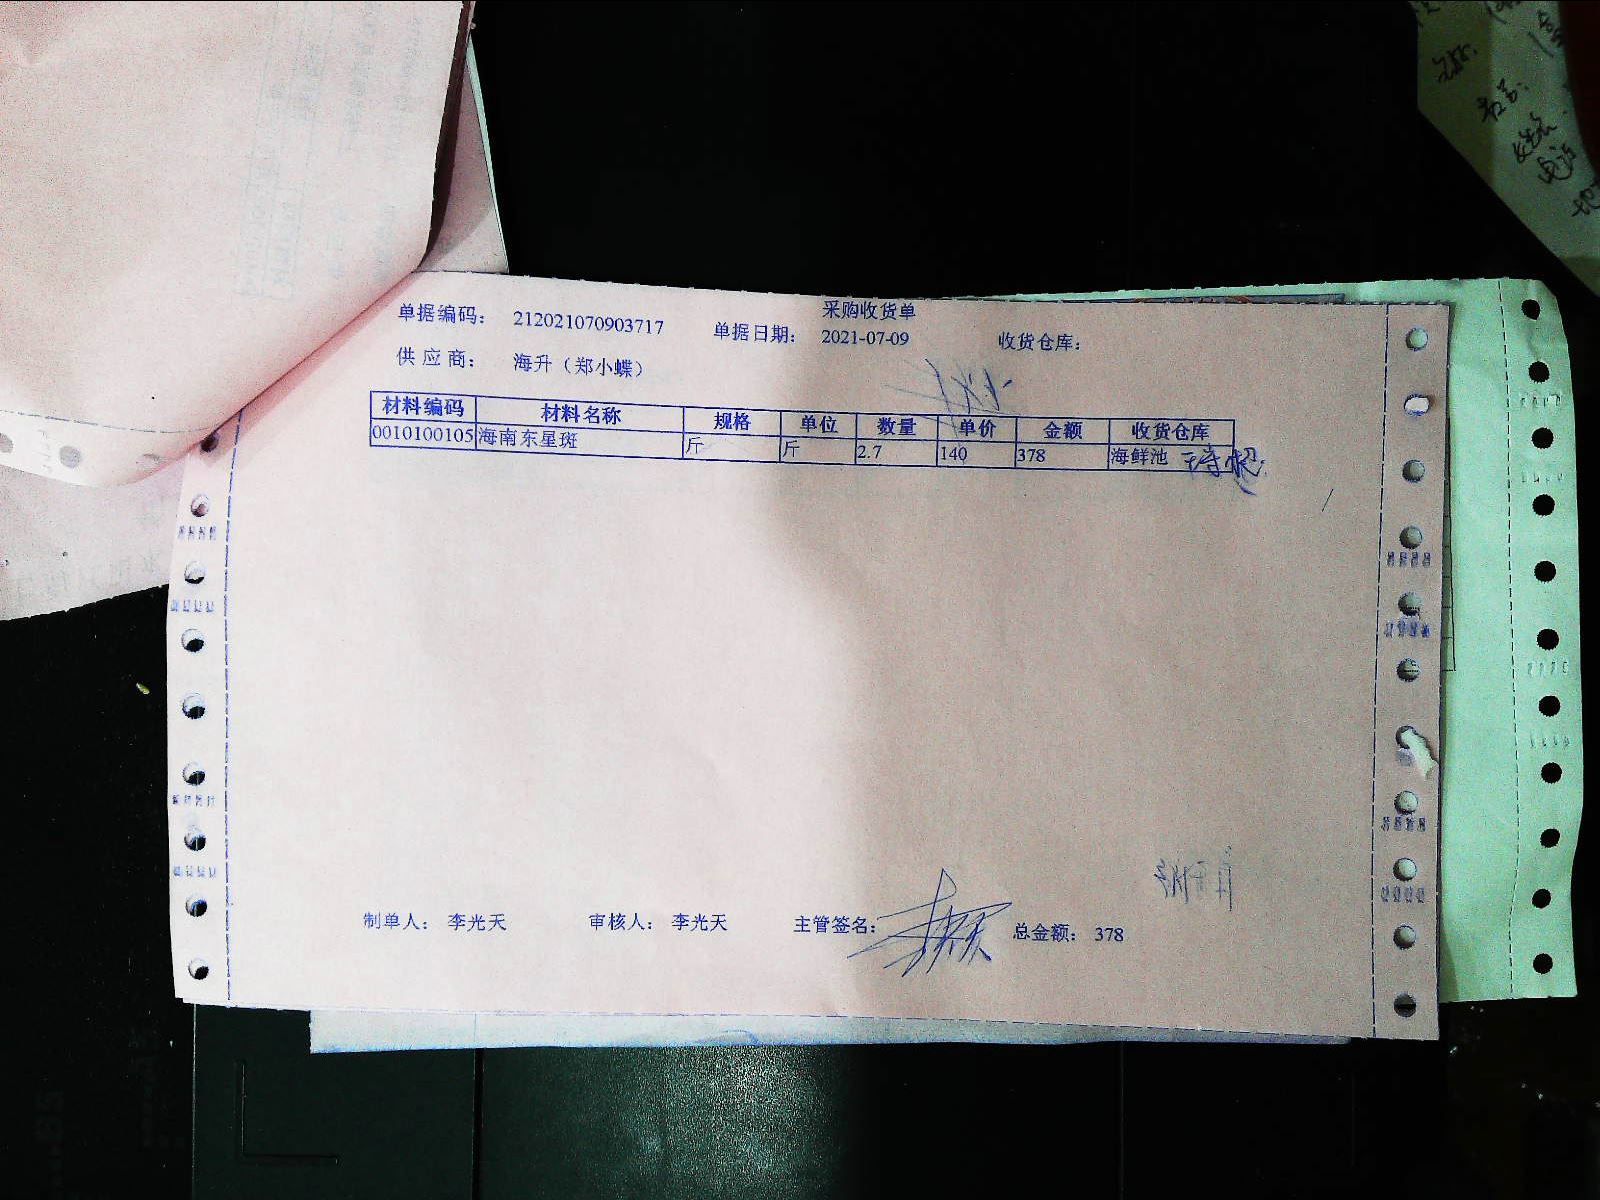 采购收货单
单据编码： 212021070903717 单据日期： 2021-07-09 收货仓库：
供应商： 海升（郑小蝶）
材料编码 材料名称 规格 单位 数量 单价 金额 收货仓库
0010100105 海南东星斑 斤 斤 2.7 140 378 海鲜池
制单人： 李光天 审核人： 李光天 主管签名： 总金额： 378